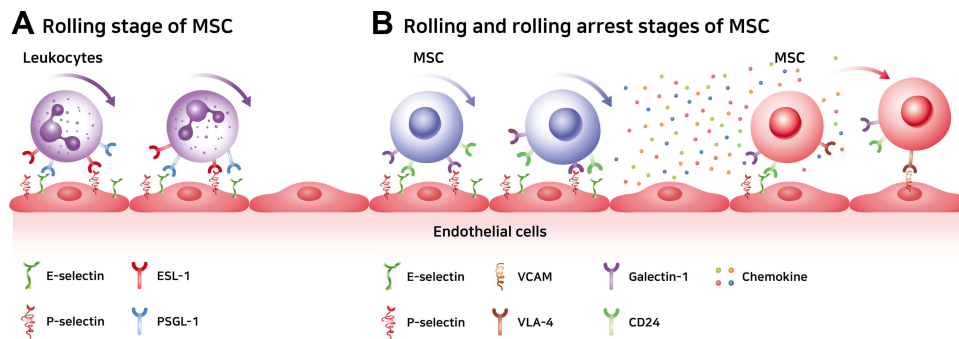 A Rolling stage of MSC
B Rolling and rolling arrest stages of MSC
Leukocytes
MSC
MSC
Endothelial cells
E-selectin
ESL-1
P-selectin
PSGL-1
E-selectin
VCAM
Galectin-1
Chemokine
P-selectin
VLA-4
CD24